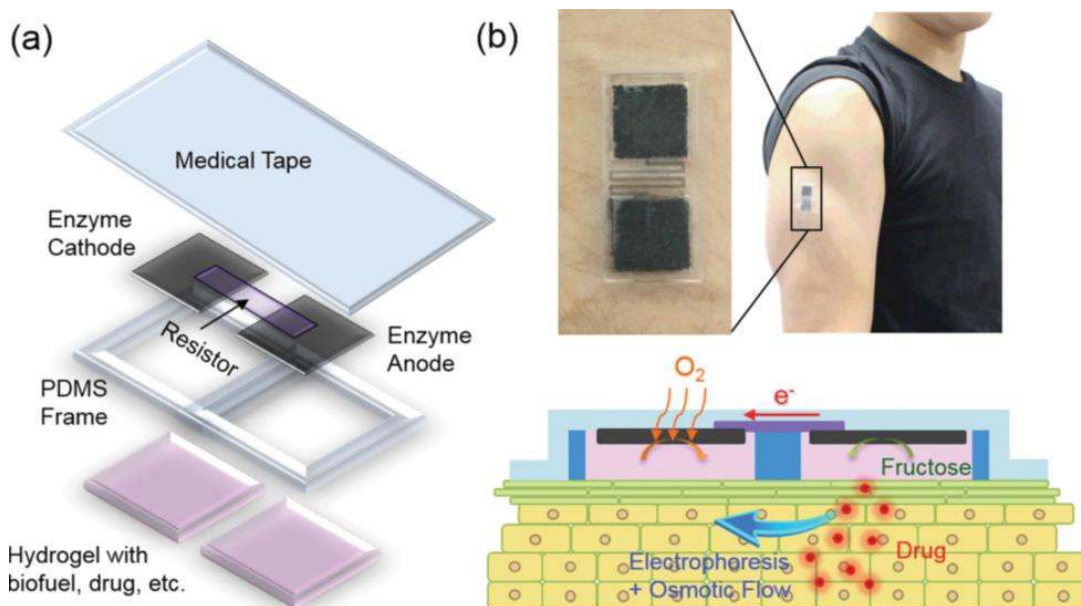 (a)
Medical Tape
Enzyme
Cathode
Resistor
Enzyme
Anode
PDMS
Frame
Hydrogel with
biofuel, drug, etc.
(b)
O2
e-
Fructose
Drug
Electrophoresis
+ Osmotic Flow